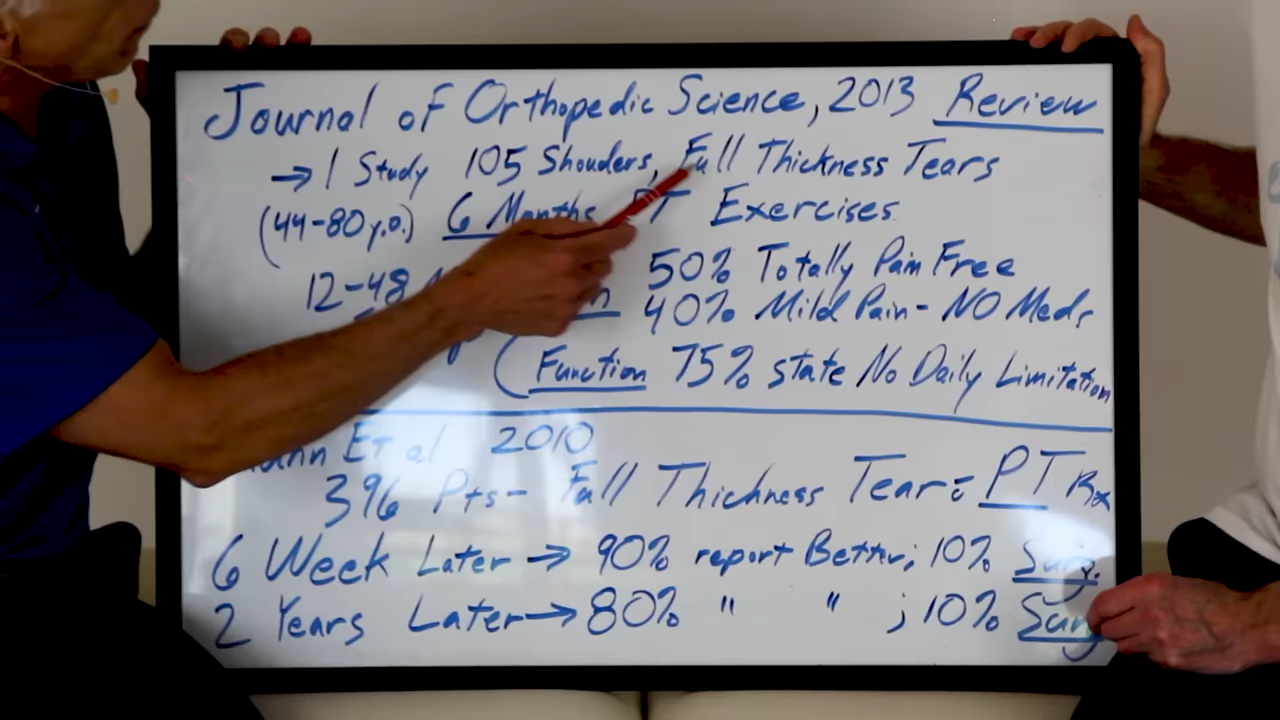 Journal of Orthopedic Science, 2013 Review
→ 1 Study 105 Shouders, Full Thickness Tears
(44-80 y.o.) 6 Months PT Exercises
12-48 50% Totally Pain Free
40% Mild Pain - NO Meds
(Function 75% state No Daily Limitation
Et al 2010
396 Pts - Full Thichness Tear = PT Rx
6 Week Later → 90% report Better; 10% Surg.
2 Years Later → 80% " " ; 10% Surg